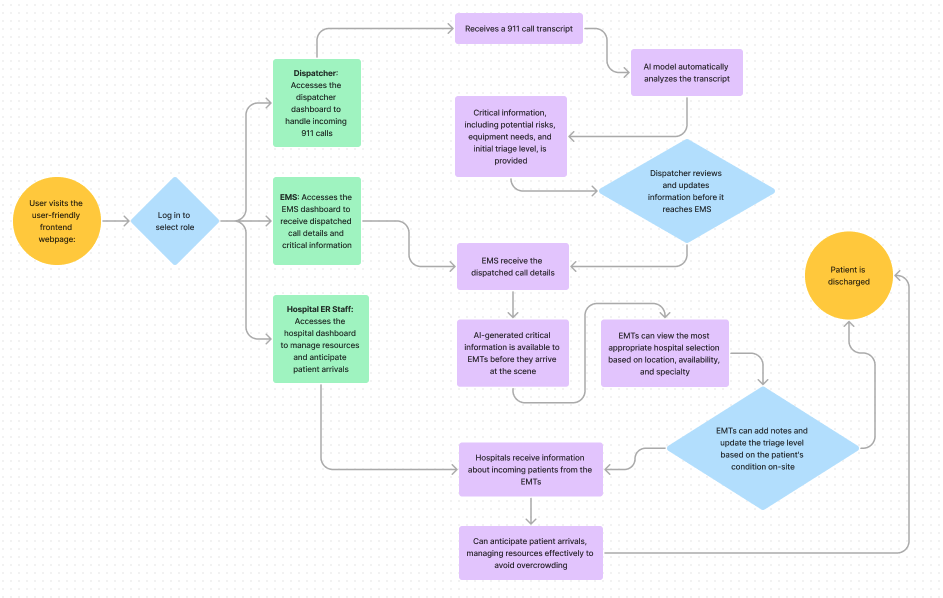 Receives a 911 call transcript
AI model automatically
analyzes the transcript
Dispatcher:
Accesses the
dispatcher
dashboard to
handle incoming
911 calls
Critical information,
including potential risks,
equipment needs, and
initial triage level, is
provided
Dispatcher reviews
and updates
information before it
reaches EMS
User visits the
user-friendly
frontend
webpage:
Log in to
select role
EMS: Accesses the
EMS dashboard to
receive dispatched
call details and
critical information
EMS receive the
dispatched call details
Patient is
discharged
Hospital ER Staff:
Accesses the
hospital dashboard
to manage resources
and anticipate
patient arrivals
AI-generated critical
information is available to
EMTs before they arrive
at the scene
EMTs can view the most
appropriate hospital selection
based on location, availability,
and specialty
EMTs can add notes and
update the triage level
based on the patient's
condition on-site
Hospitals receive information
about incoming patients from the
EMTs
Can anticipate patient arrivals,
managing resources effectively to
avoid overcrowding